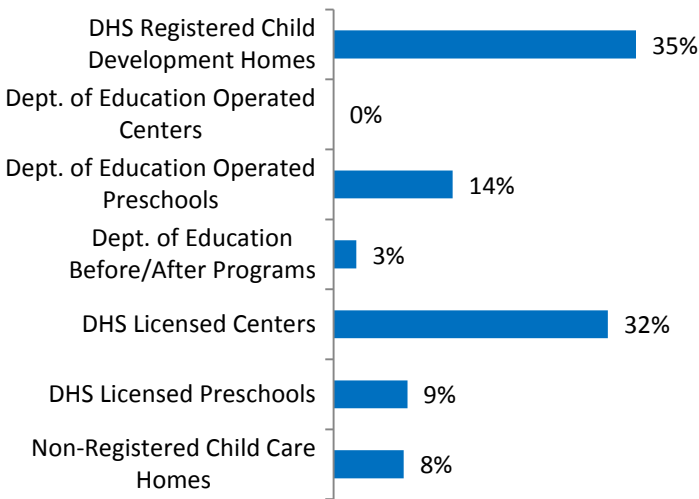 DHS Registered Child
Development Homes
35%
Dept. of Education Operated
Centers
0%
Dept. of Education Operated
Preschools
14%
Dept. of Education
Before/After Programs
3%
DHS Licensed Centers
32%
DHS Licensed Preschools
9%
Non-Registered Child Care
Homes
8%